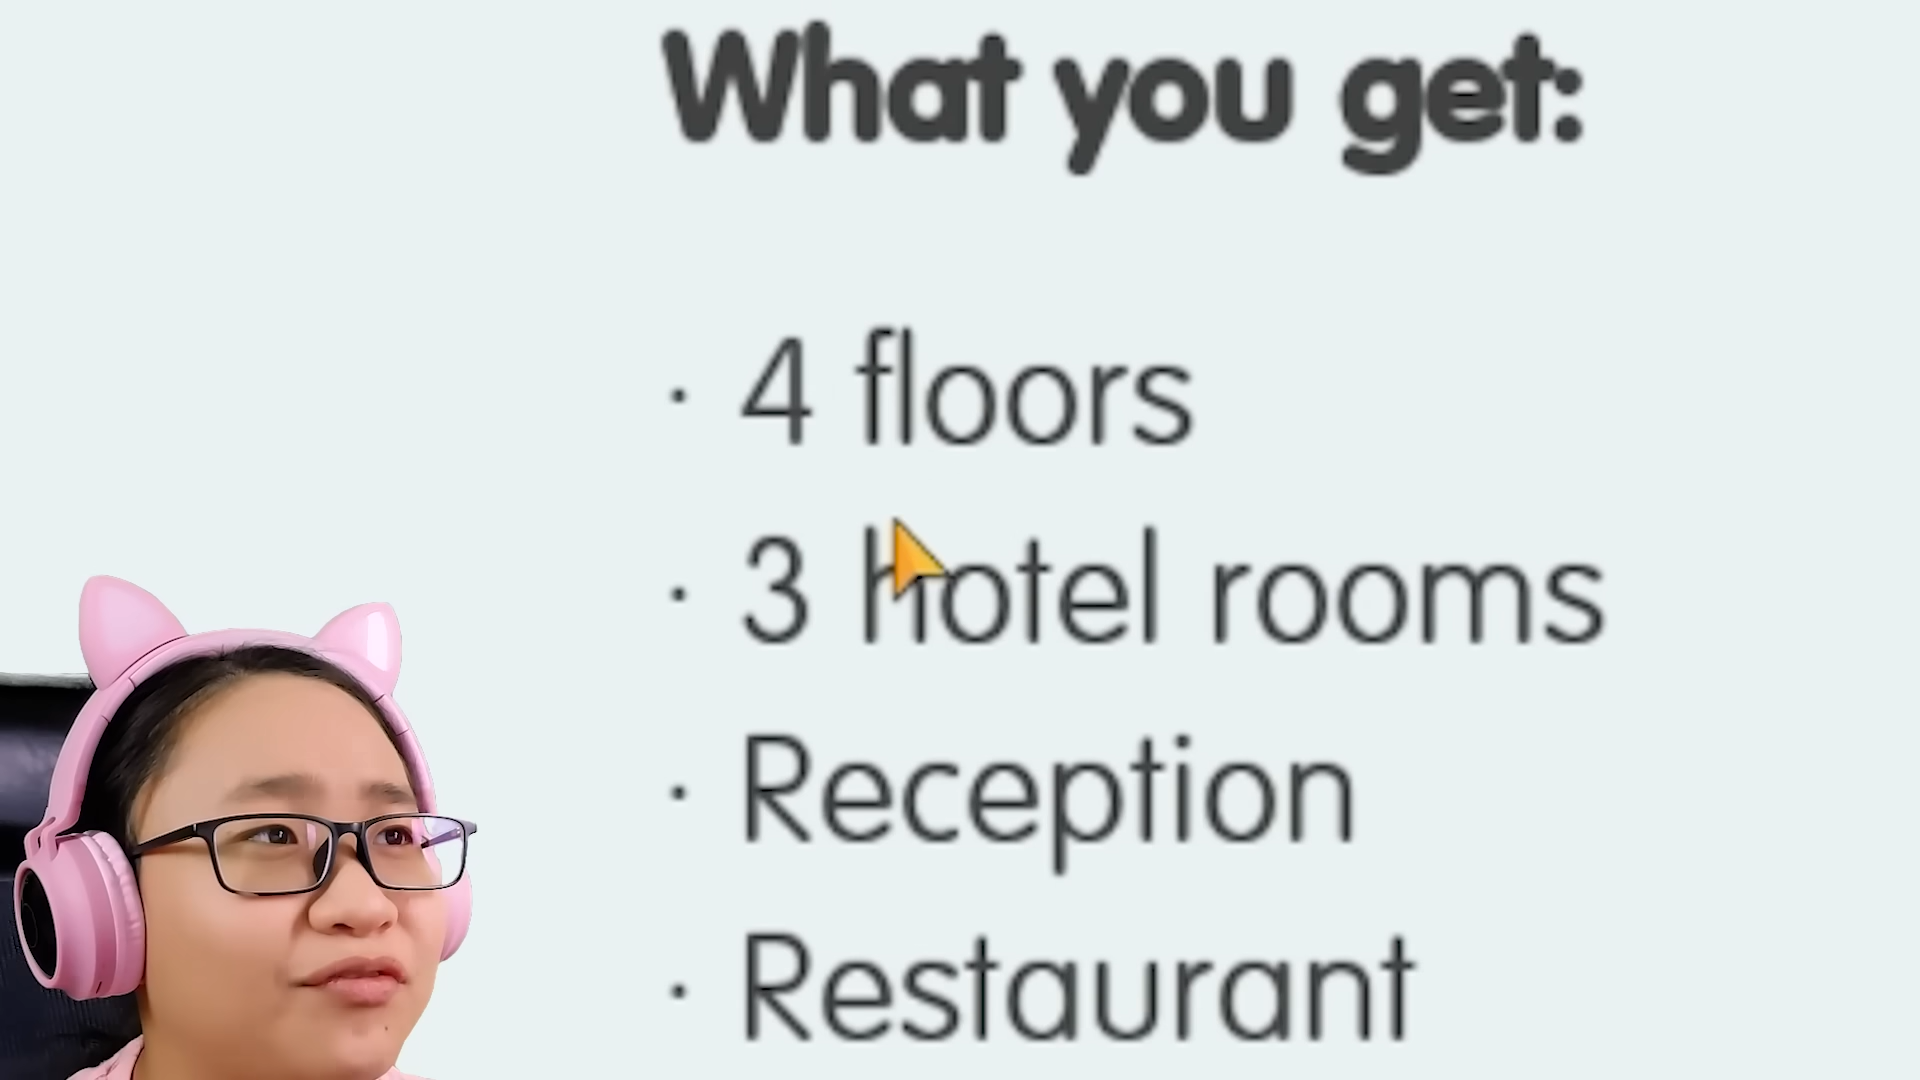 What you get:
· 4 floors
· 3 hotel rooms
· Reception
· Restaurant